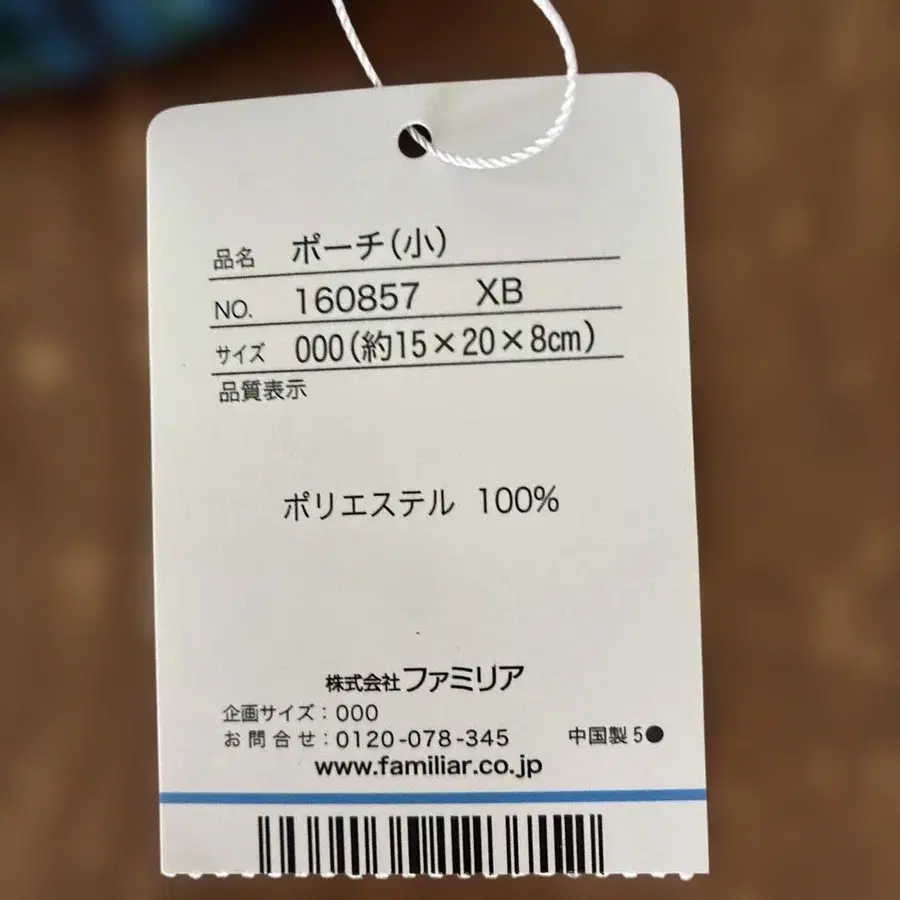 品名 ポーチ(小)
NO. 160857 XB
サイズ 000(約15×20×8cm)
品質表示
ポリエステル 100%
株式会社ファミリア
企画サイズ:000
お問合せ:0120-078-345 中国製 5●
www.familiar.co.jp